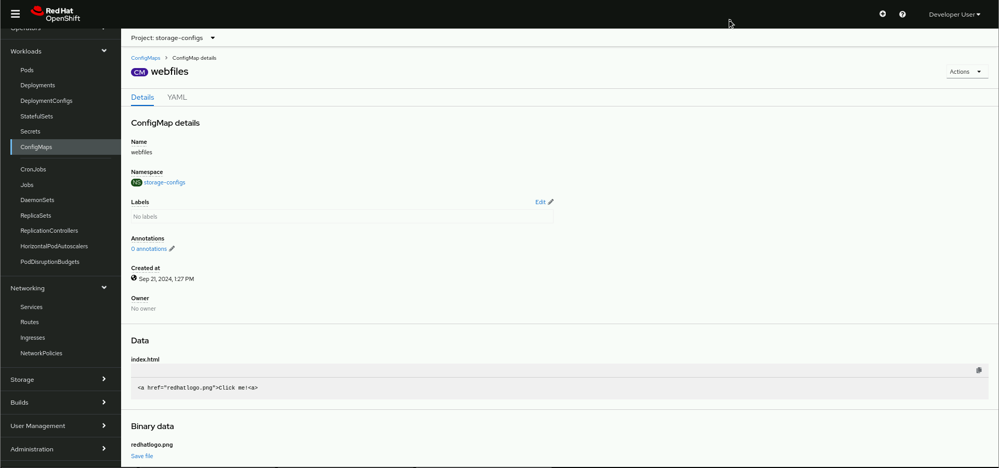 Red Hat
OpenShift
Developer User
Operators
Workloads
Pods
Deployments
DeploymentConfigs
StatefulSets
Secrets
ConfigMaps
CronJobs
Jobs
DaemonSets
ReplicaSets
ReplicationControllers
HorizontalPodAutoscalers
PodDisruptionBudgets
Networking
Services
Routes
Ingresses
NetworkPolicies
Storage
Builds
User Management
Administration
Project: storage-configs
ConfigMaps > ConfigMap details
CM webfiles
Actions
Details YAML
ConfigMap details
Name
webfiles
Namespace
NS storage-configs
Labels Edit
No labels
Annotations
0 annotations
Created at
Sep 21, 2024, 1:27 PM
Owner
No owner
Data
index.html
<a href="redhatlogo.png">Click me!<a>
Binary data
redhatlogo.png
Save file